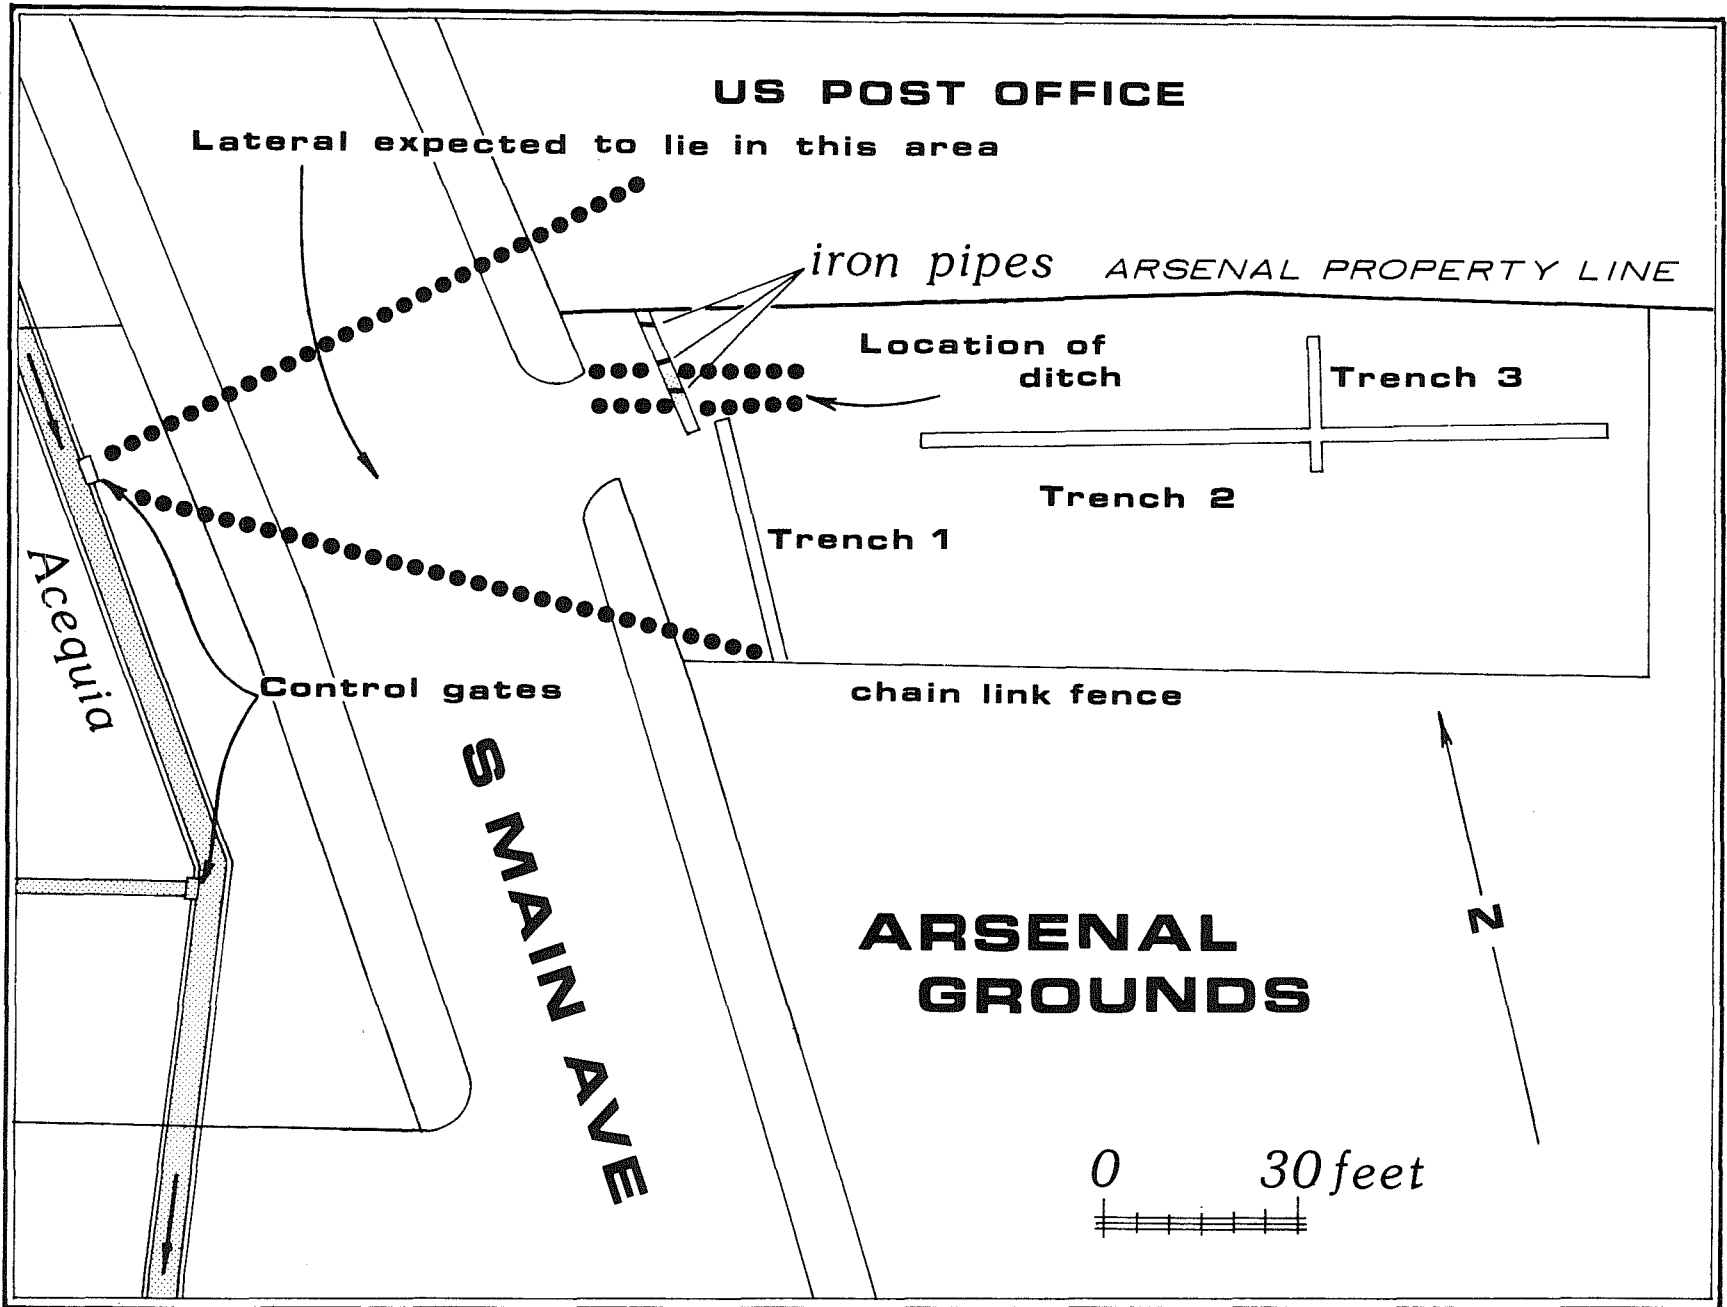 US POST OFFICE
Lateral expected to lie in this area
iron pipes
ARSENAL PROPERTY LINE
Location of
ditch
Trench 3
Trench 2
Trench 1
Acequia
Control gates
chain link fence
S MAIN AVE
N
ARSENAL
GROUNDS
0 30 feet